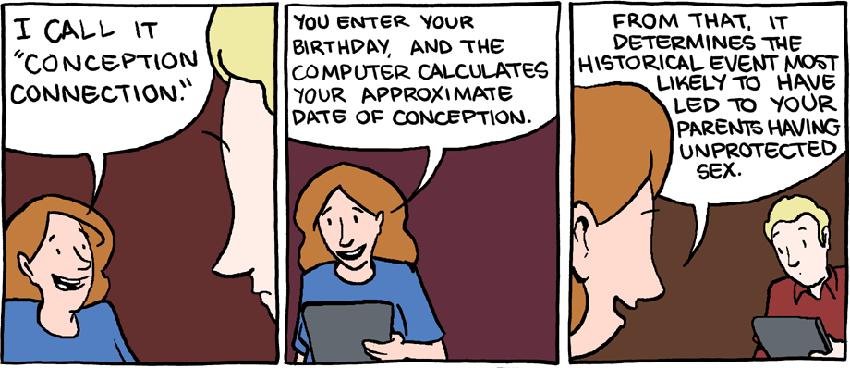 I CALL IT
"CONCEPTION
CONNECTION."
YOU ENTER YOUR
BIRTHDAY, AND THE
COMPUTER CALCULATES
YOUR APPROXIMATE
DATE OF CONCEPTION.
FROM THAT, IT
DETERMINES THE
HISTORICAL EVENT MOST
LIKELY TO HAVE
LED TO YOUR
PARENTS HAVING
UNPROTECTED
SEX.